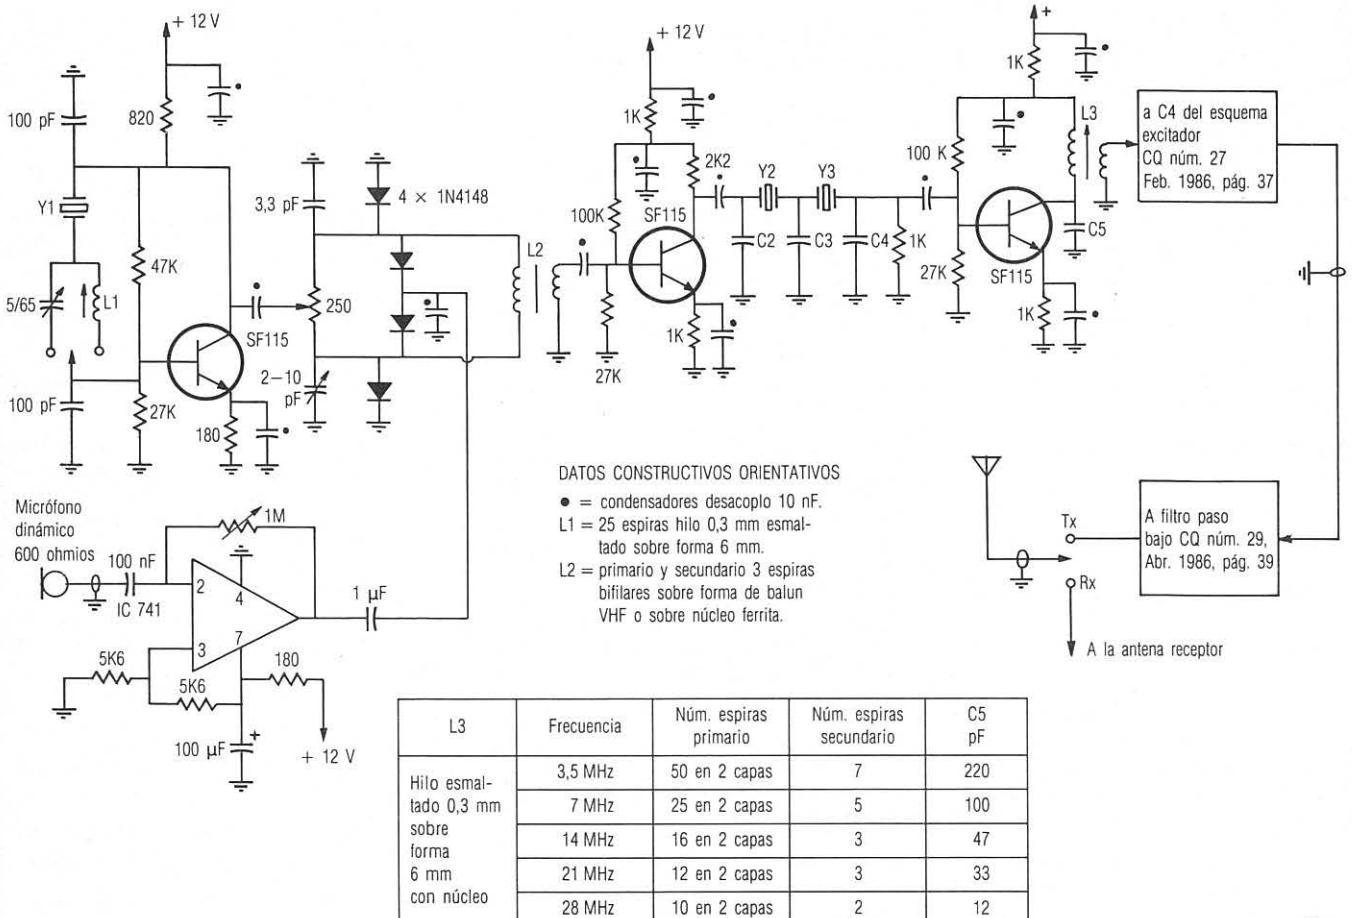 + 12 V
100 pF
820
Y1
47K
5/65
L1
SF115
100 pF
27K
180
3,3 pF
4 × 1N4148
250
2–10
pF
L2
+ 12 V
1K
2K2
100K
SF115
27K
1K
Y2
Y3
C2
C3
C4
1K
+
1K
L3
100 K
27K
SF115
C5
1K
a C4 del esquema
excitador
CQ núm. 27
Feb. 1986, pág. 37
A filtro paso
bajo CQ núm. 29,
Abr. 1986, pág. 39
Tx
Rx
A la antena receptor
Micrófono
dinámico
600 ohmios
100 nF
IC 741
1M
2
4
3
7
1 µF
5K6
5K6
180
100 µF
+
+ 12 V
DATOS CONSTRUCTIVOS ORIENTATIVOS
● = condensadores desacoplo 10 nF.
L1 = 25 espiras hilo 0,3 mm esmal-
tado sobre forma 6 mm.
L2 = primario y secundario 3 espiras
bifilares sobre forma de balun
VHF o sobre núcleo ferrita.
L3 Frecuencia Núm. espiras primario Núm. espiras secundario C5 pF
Hilo esmal-
tado 0,3 mm
sobre
forma
6 mm
con núcleo
3,5 MHz 50 en 2 capas 7 220
7 MHz 25 en 2 capas 5 100
14 MHz 16 en 2 capas 3 47
21 MHz 12 en 2 capas 3 33
28 MHz 10 en 2 capas 2 12